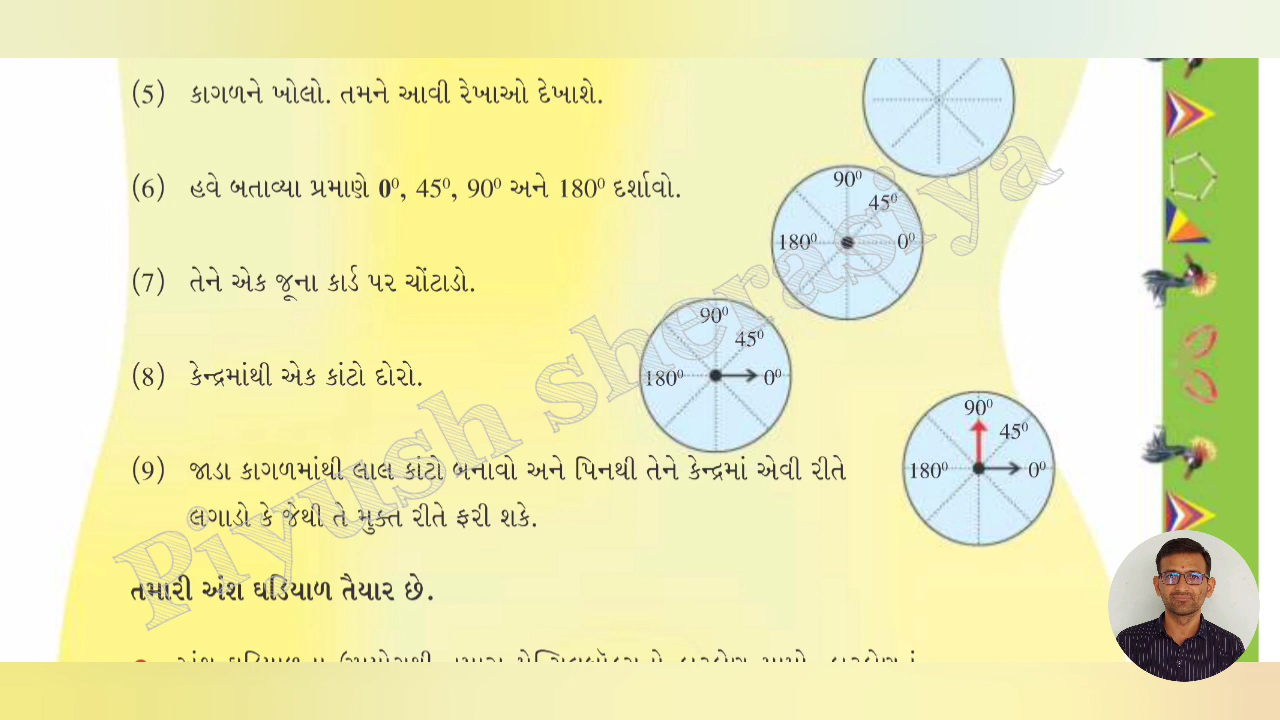 (5) કાગળને ખોલો. તમને આવી રેખાઓ દેખાશે.
(6) હવે બતાવ્યા પ્રમાણે 0⁰, 45⁰, 90⁰ અને 180⁰ દર્શાવો.
90⁰
45⁰
180⁰ 0⁰
(7) તેને એક જૂના કાર્ડ પર ચોંટાડો.
90⁰
45⁰
180⁰ 0⁰
(8) કેન્દ્રમાંથી એક કાંટો દોરો.
90⁰
45⁰
180⁰ 0⁰
(9) જાડા કાગળમાંથી લાલ કાંટો બનાવો અને પિનથી તેને કેન્દ્રમાં એવી રીતે
લગાડો કે જેથી તે મુક્ત રીતે ફરી શકે.
તમારી અંશ ઘડિયાળ તૈયાર છે.
Piyush sherasiya